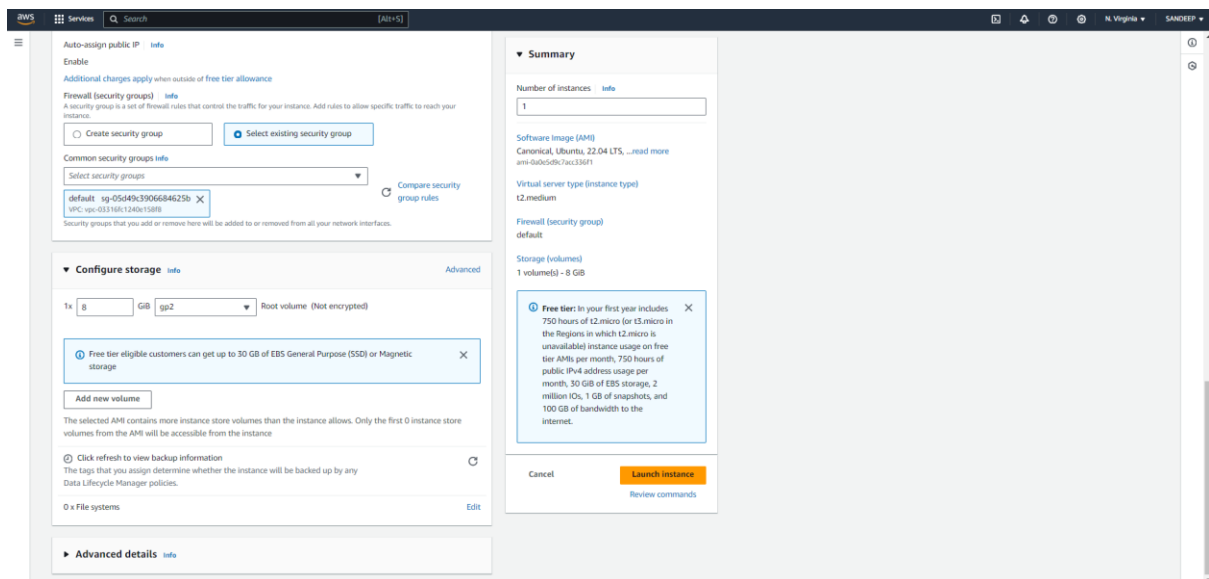 aws
Services
Search
[Alt+S]
N. Virginia
SANDEEP
Auto-assign public IP Info
Enable
Additional charges apply when outside of free tier allowance
Firewall (security groups) Info
A security group is a set of firewall rules that control the traffic for your instance. Add rules to allow specific traffic to reach your
instance.
Create security group
Select existing security group
Common security groups Info
Select security groups
Compare security
group rules
default sg-05d49c3906684625b
VPC: vpc-03316fc1240c158f8
Security groups that you add or remove here will be added to or removed from all your network interfaces.
Configure storage Info
Advanced
1x 8 GiB gp2 Root volume (Not encrypted)
Free tier eligible customers can get up to 30 GB of EBS General Purpose (SSD) or Magnetic
storage
Add new volume
The selected AMI contains more instance store volumes than the instance allows. Only the first 0 instance store
volumes from the AMI will be accessible from the instance
Click refresh to view backup information
The tags that you assign determine whether the instance will be backed up by any
Data Lifecycle Manager policies.
0 x File systems
Edit
Advanced details Info
Summary
Number of instances Info
1
Software Image (AMI)
Canonical, Ubuntu, 22.04 LTS, ...read more
ami-0a0e5d9c7acc336f1
Virtual server type (instance type)
t2.medium
Firewall (security group)
default
Storage (volumes)
1 volume(s) - 8 GiB
Free tier: In your first year includes
750 hours of t2.micro (or t3.micro in
the Regions in which t2.micro is
unavailable) instance usage on free
tier AMIs per month, 750 hours of
public IPv4 address usage per
month, 30 GiB of EBS storage, 2
million IOs, 1 GB of snapshots, and
100 GB of bandwidth to the
internet.
Cancel
Launch instance
Review commands